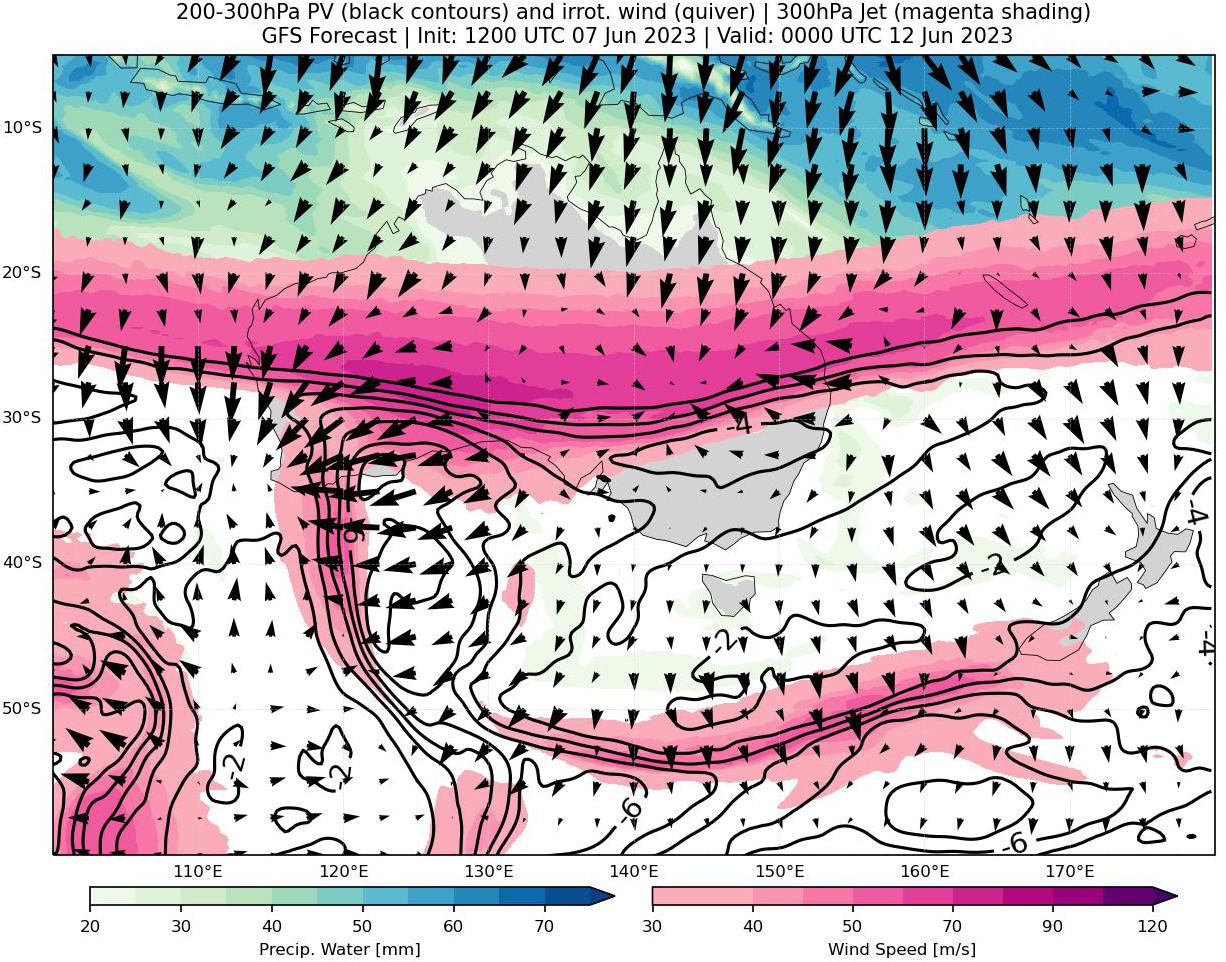 200-300hPa PV (black contours) and irrot. wind (quiver) | 300hPa Jet (magenta shading)
GFS Forecast | Init: 1200 UTC 07 Jun 2023 | Valid: 0000 UTC 12 Jun 2023
10°S
20°S
30°S
-4
-4
40°S
-2
-2
-4
50°S
-2
-2
-6
-6
110°E 120°E 130°E 140°E 150°E 160°E 170°E
20 30 40 50 60 70
30 40 50 70 90 120
Precip. Water [mm]
Wind Speed [m/s]